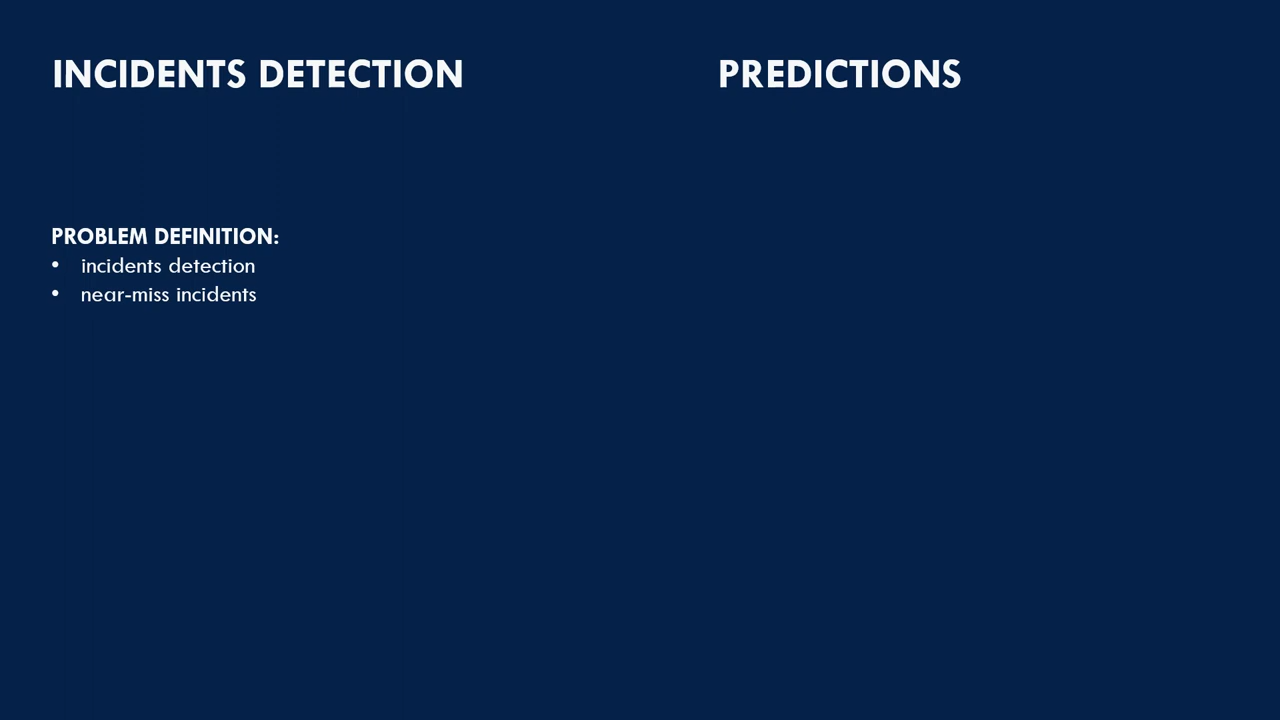 INCIDENTS DETECTION
PREDICTIONS
PROBLEM DEFINITION:
• incidents detection
• near-miss incidents